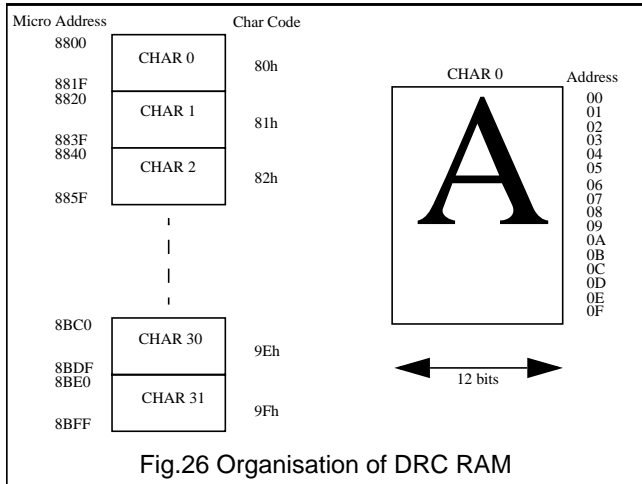 Micro Address
Char Code
8800
CHAR 0
80h
881F
8820
CHAR 1
81h
883F
8840
CHAR 2
82h
885F
8BC0
CHAR 30
9Eh
8BDF
8BE0
CHAR 31
9Fh
8BFF
CHAR 0
Address
A
00
01
02
03
04
05
06
07
08
09
0A
0B
0C
0D
0E
0F
12 bits
Fig.26 Organisation of DRC RAM